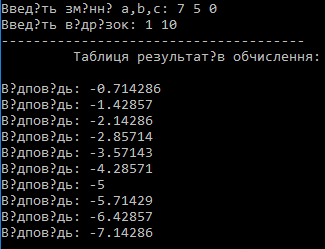 Введ?ть зм?нн? a,b,c: 7 5 0
Введ?ть в?др?зок: 1 10
--------------------------------------
Таблиця результат?в обчислення:
В?дпов?дь: -0.714286
В?дпов?дь: -1.42857
В?дпов?дь: -2.14286
В?дпов?дь: -2.85714
В?дпов?дь: -3.57143
В?дпов?дь: -4.28571
В?дпов?дь: -5
В?дпов?дь: -5.71429
В?дпов?дь: -6.42857
В?дпов?дь: -7.14286